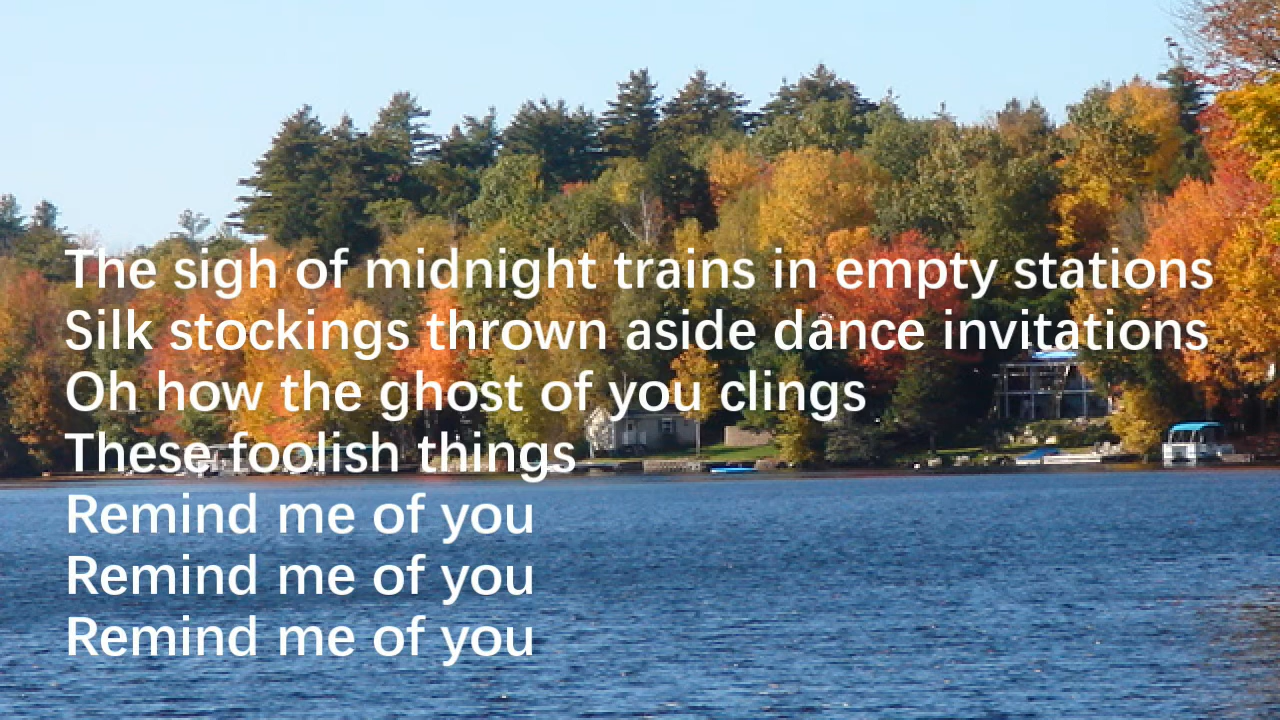 The sigh of midnight trains in empty stations
Silk stockings thrown aside dance invitations
Oh how the ghost of you clings
These foolish things
Remind me of you
Remind me of you
Remind me of you